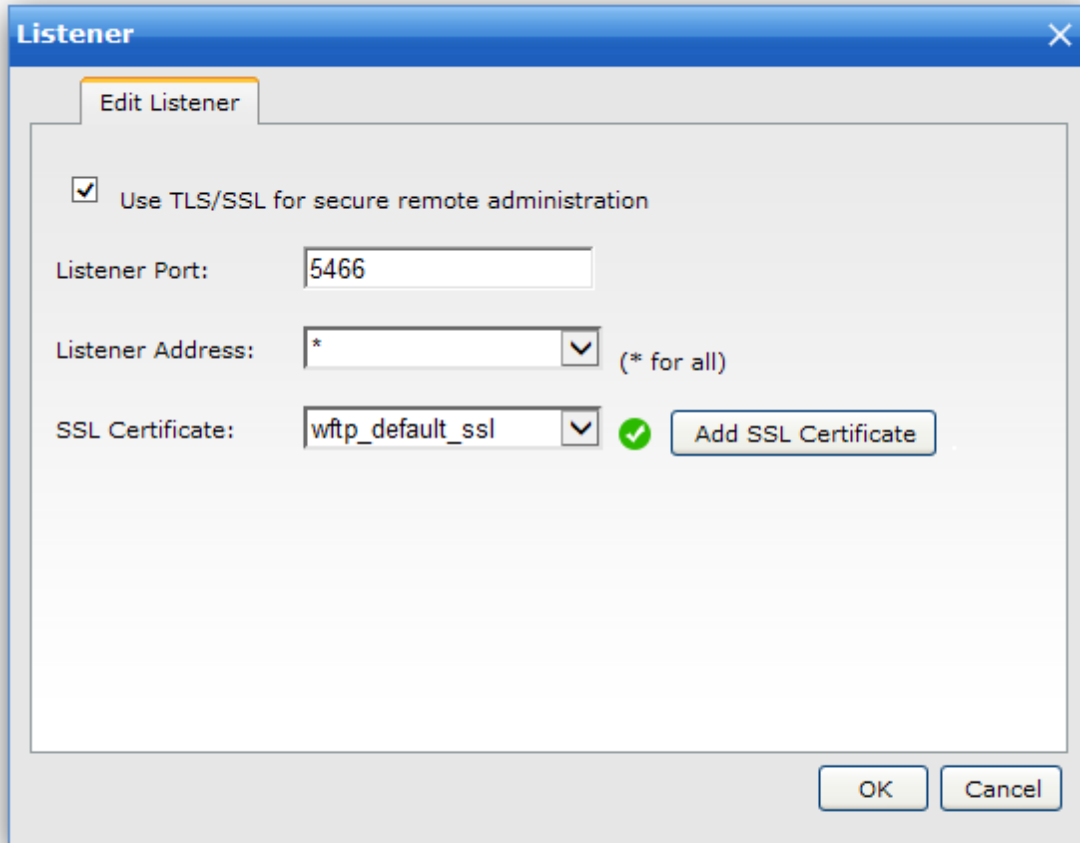 Listener
Edit Listener
Use TLS/SSL for secure remote administration
Listener Port: 5466
Listener Address: * (* for all)
SSL Certificate: wftp_default_ssl Add SSL Certificate
OK Cancel